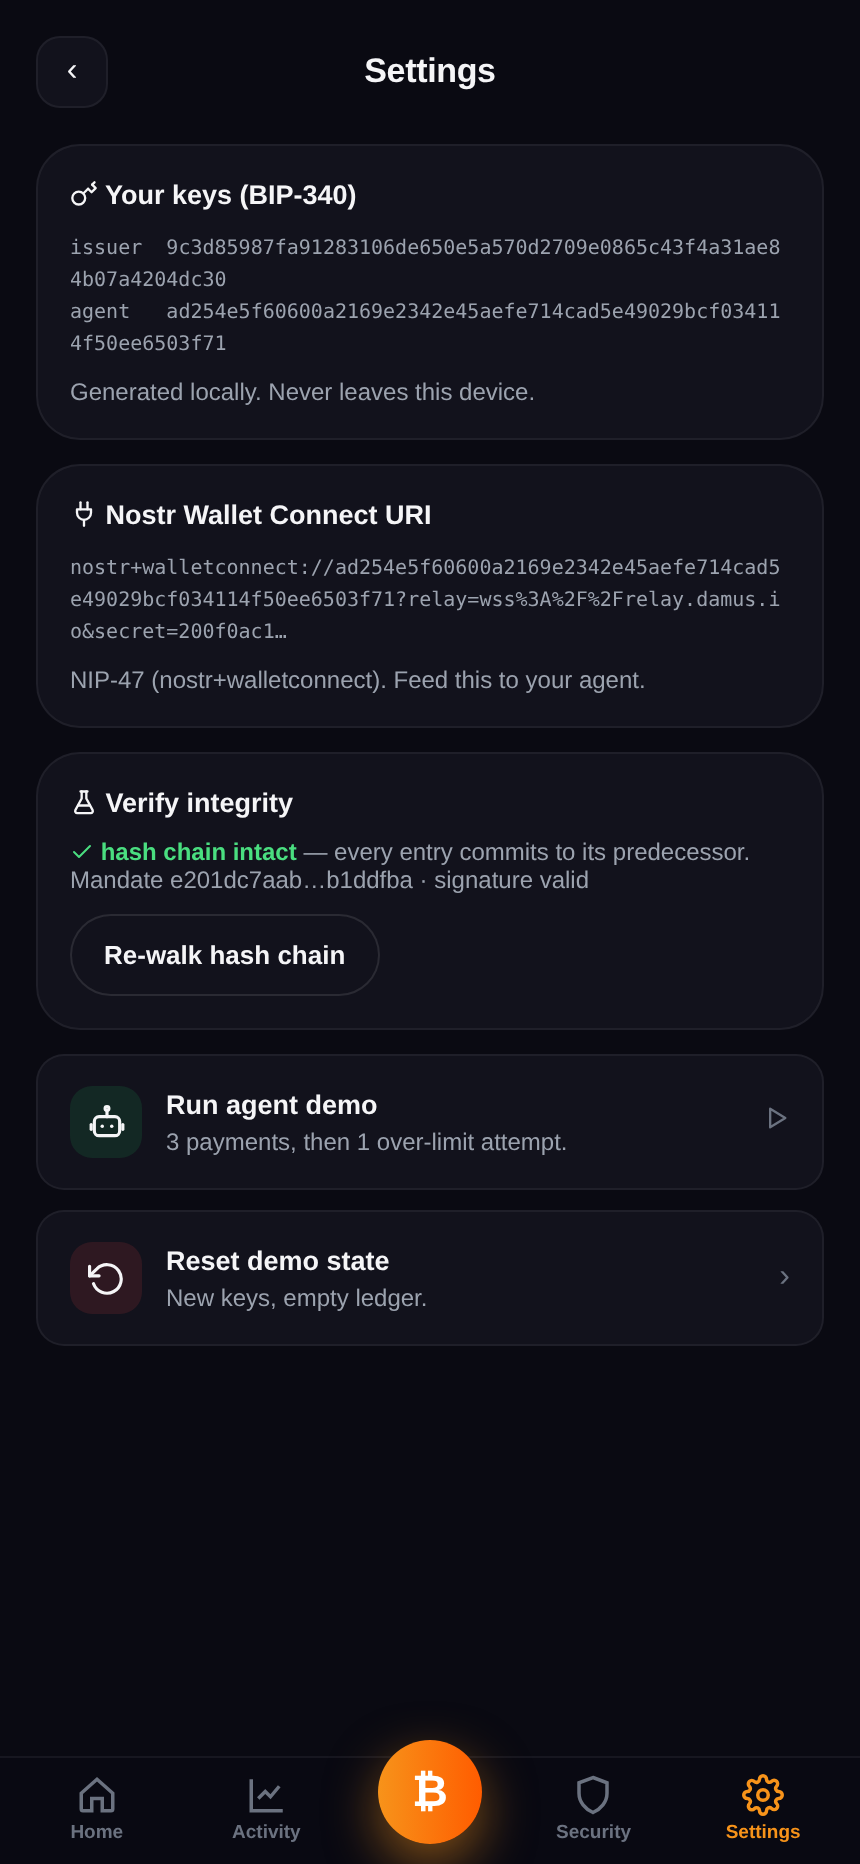 Settings
Your keys (BIP-340)
issuer  9c3d85987fa91283106de650e5a570d2709e0865c43f4a31ae8
4b07a4204dc30
agent   ad254e5f60600a2169e2342e45aefe714cad5e49029bcf03411
4f50ee6503f71
Generated locally. Never leaves this device.
Nostr Wallet Connect URI
nostr+walletconnect://ad254e5f60600a2169e2342e45aefe714cad5
e49029bcf034114f50ee6503f71?relay=wss%3A%2F%2Frelay.damus.i
o&secret=200f0ac1…
NIP-47 (nostr+walletconnect). Feed this to your agent.
Verify integrity
✓ hash chain intact — every entry commits to its predecessor.
Mandate e201dc7aab…b1ddfba · signature valid
Re-walk hash chain
Run agent demo
3 payments, then 1 over-limit attempt.
Reset demo state
New keys, empty ledger.
Home
Activity
₿
Security
Settings